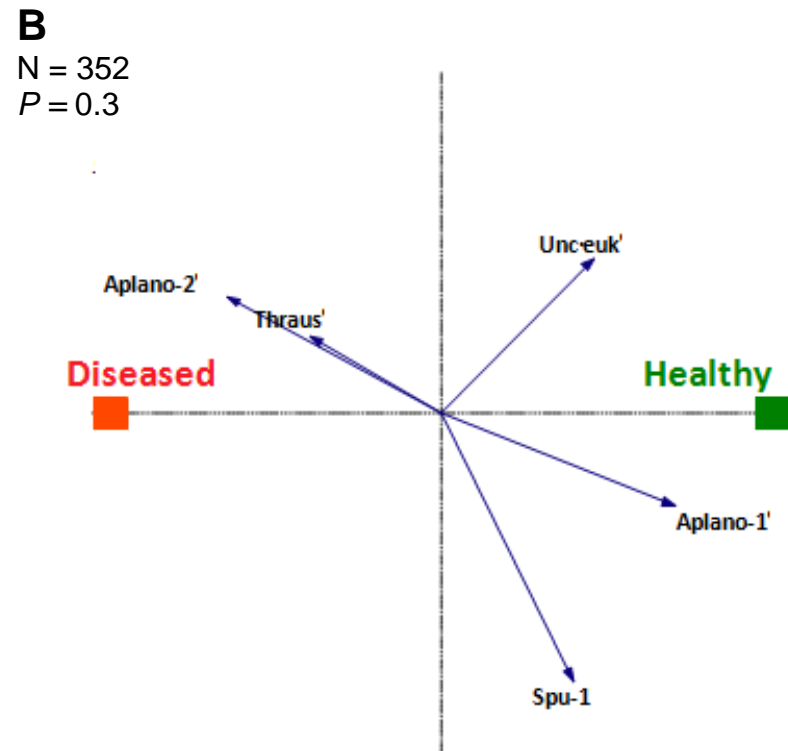 B
N = 352
P = 0.3
Unc·euk'
Aplano-2'
Thraus'
Diseased
Healthy
Aplano-1'
Spu-1